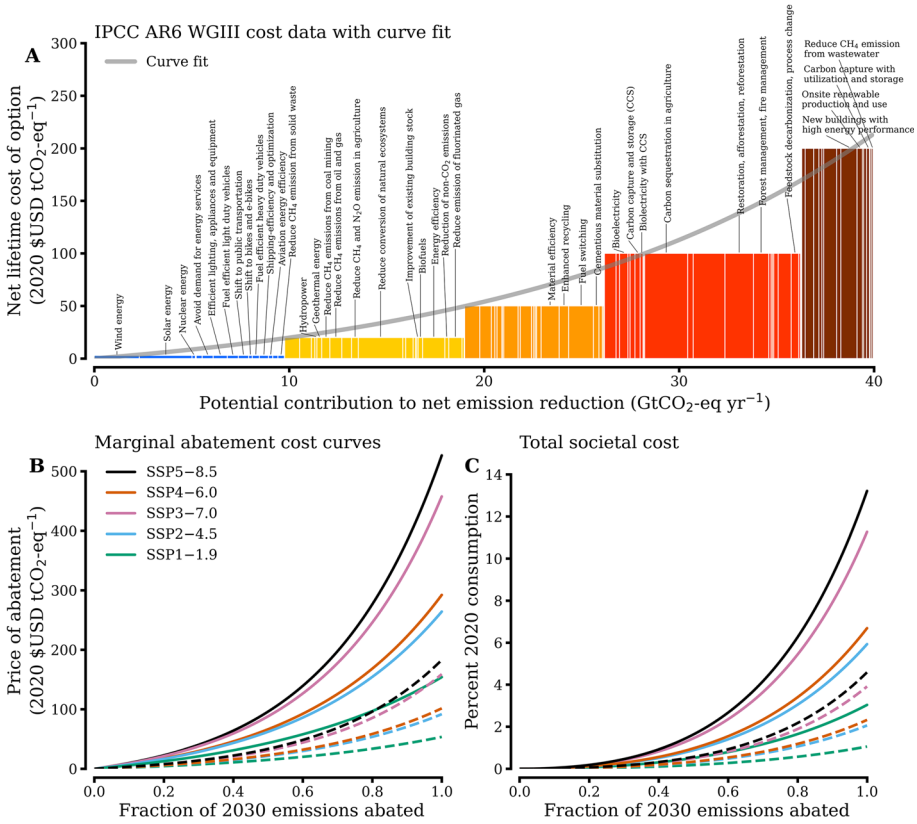 IPCC AR6 WGIII cost data with curve fit
A
Curve fit
Net lifetime cost of option
(2020 $USD tCO₂-eq⁻¹)
300
250
200
150
100
50
0
Wind energy
Solar energy
Nuclear energy
Avoid demand for energy services
Efficient lighting, appliances and equipment
Fuel efficient light duty vehicles
Shift to public transportation
Shift to bikes and e-bikes
Fuel efficient heavy duty vehicles
Shipping-efficiency and optimization
Aviation energy efficiency
Reduce CH₄ emission from solid waste
Hydropower
Geothermal energy
Reduce CH₄ emissions from coal mining
Reduce CH₄ emissions from oil and gas
Reduce CH₄ and N₂O emission in agriculture
Reduce conversion of natural ecosystems
Improvement of existing building stock
Biofuels
Energy efficiency
Reduction of non-CO₂ emissions
Reduce emission of fluorinated gas
Material efficiency
Enhanced recycling
Fuel switching
Cementious material substitution
Bioelectricity
Carbon capture and storage (CCS)
Biolectricity with CCS
Carbon sequestration in agriculture
Restoration, afforestation, reforestation
Forest management, fire management
Feedstock decarbonization, process change
Reduce CH₄ emission
from wastewater
Carbon capture with
utilization and storage
Onsite renewable
production and use
New buildings with
high energy performance
0 10 20 30 40
Potential contribution to net emission reduction (GtCO₂-eq yr⁻¹)
Marginal abatement cost curves
B
SSP5−8.5
SSP4−6.0
SSP3−7.0
SSP2−4.5
SSP1−1.9
Price of abatement
(2020 $USD tCO₂-eq⁻¹)
500
400
300
200
100
0
0.0 0.2 0.4 0.6 0.8 1.0
Fraction of 2030 emissions abated
Total societal cost
C
Percent 2020 consumption
14
12
10
8
6
4
2
0
0.0 0.2 0.4 0.6 0.8 1.0
Fraction of 2030 emissions abated